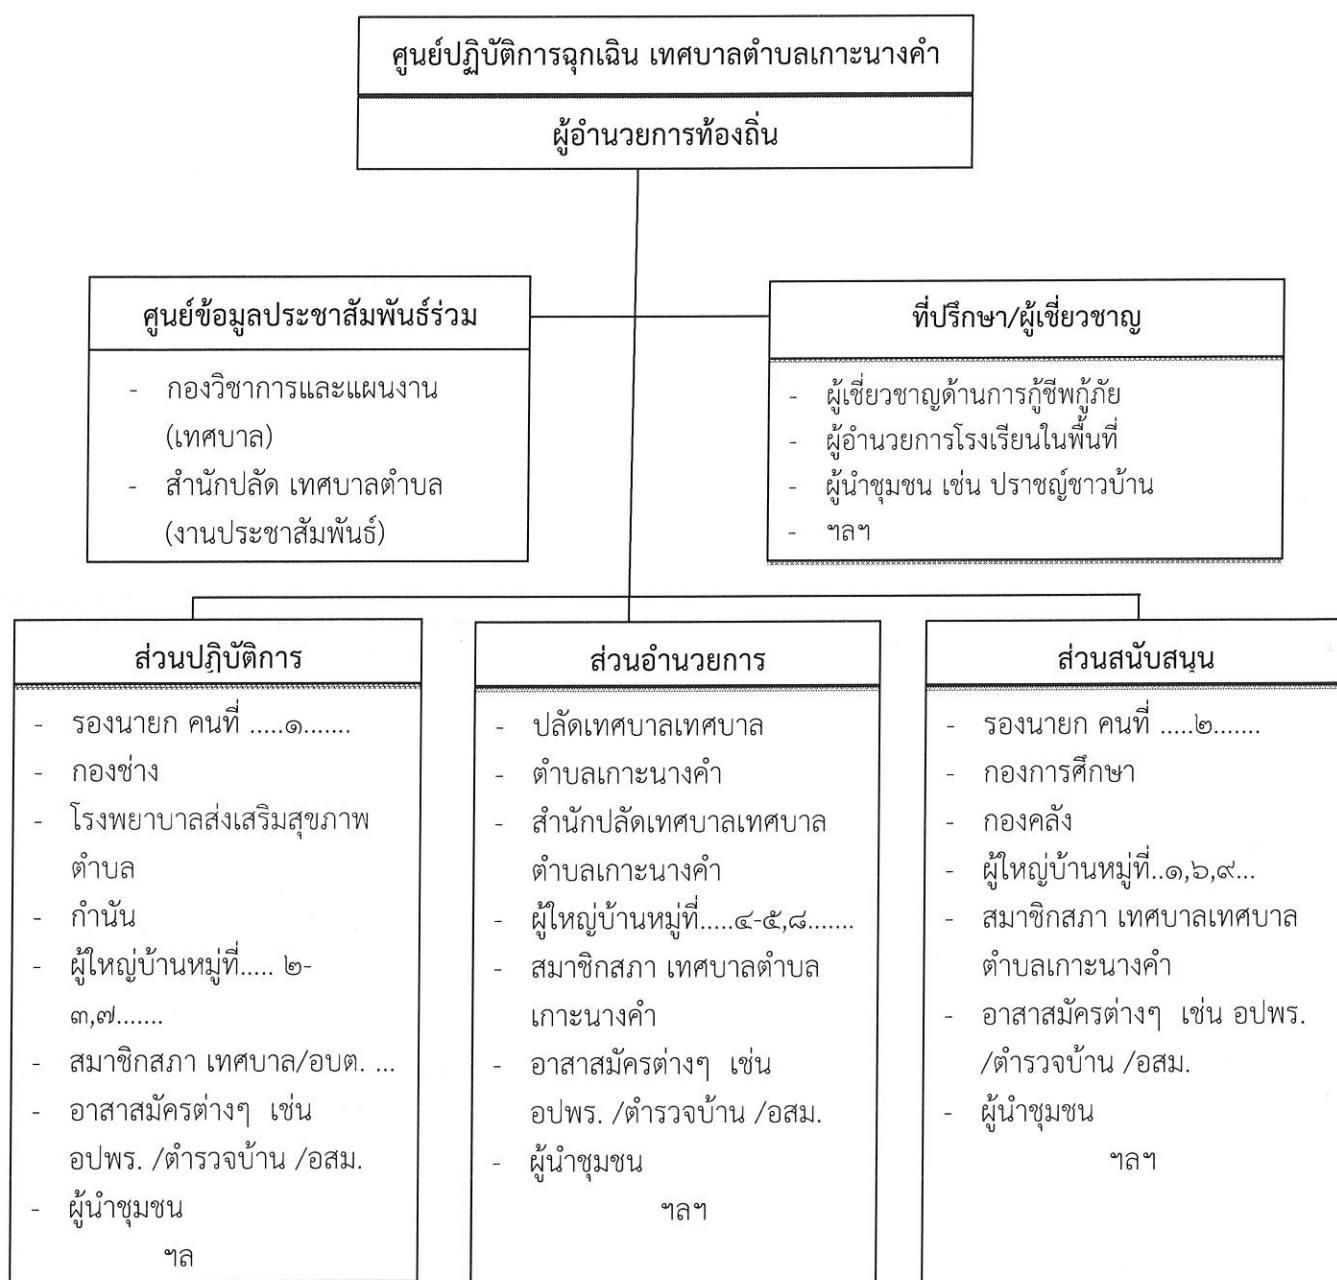 ศูนย์ปฏิบัติการฉุกเฉิน เทศบาลตำบลเกาะนางคำ
ผู้อำนวยการท้องถิ่น
ศูนย์ข้อมูลประชาสัมพันธ์ร่วม
- กองวิชาการและแผนงาน
(เทศบาล)
- สำนักปลัด เทศบาลตำบล
(งานประชาสัมพันธ์)
ที่ปรึกษา/ผู้เชี่ยวชาญ
- ผู้เชี่ยวชาญด้านการกู้ชีพกู้ภัย
- ผู้อำนวยการโรงเรียนในพื้นที่
- ผู้นำชุมชน เช่น ปราชญ์ชาวบ้าน
- ฯลฯ
ส่วนปฏิบัติการ
- รองนายก คนที่ .....๑.......
- กองช่าง
- โรงพยาบาลส่งเสริมสุขภาพ
ตำบล
- กำนัน
- ผู้ใหญ่บ้านหมู่ที่..... ๒-
๓,๗.......
- สมาชิกสภา เทศบาล/อบต. ...
- อาสาสมัครต่างๆ เช่น
อปพร. /ตำรวจบ้าน /อสม.
- ผู้นำชุมชน
ฯล
ส่วนอำนวยการ
- ปลัดเทศบาลเทศบาล
- ตำบลเกาะนางคำ
- สำนักปลัดเทศบาลเทศบาล
ตำบลเกาะนางคำ
- ผู้ใหญ่บ้านหมู่ที่.....๔-๕,๘.......
- สมาชิกสภา เทศบาลตำบล
เกาะนางคำ
- อาสาสมัครต่างๆ เช่น
อปพร. /ตำรวจบ้าน /อสม.
- ผู้นำชุมชน
ฯลฯ
ส่วนสนับสนุน
- รองนายก คนที่ .....๒.......
- กองการศึกษา
- กองคลัง
- ผู้ใหญ่บ้านหมู่ที่..๑,๖,๙...
- สมาชิกสภา เทศบาลเทศบาล
ตำบลเกาะนางคำ
- อาสาสมัครต่างๆ เช่น อปพร.
/ตำรวจบ้าน /อสม.
- ผู้นำชุมชน
ฯลฯ